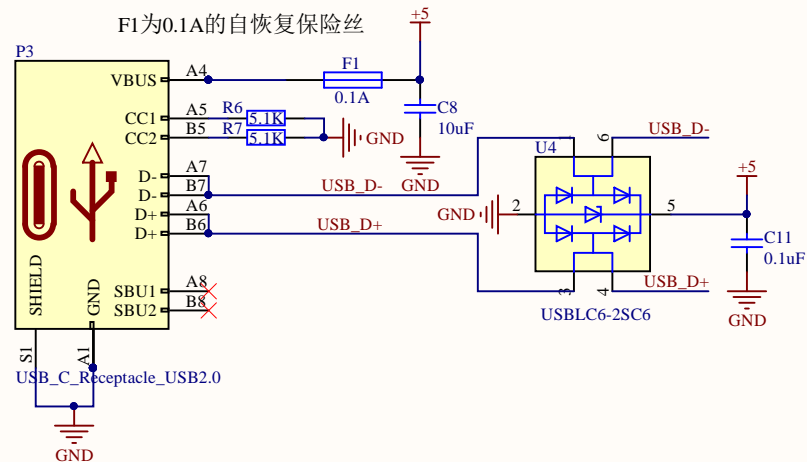 F1为0.1A的自恢复保险丝
+5
P3
VBUS
A4
F1
0.1A
C8
10uF
GND
CC1
A5
R6
5.1K
CC2
B5
R7
5.1K
GND
D-
A7
D-
B7
USB_D-
D+
A6
D+
B6
USB_D+
SBU1
A8
SBU2
B8
SHIELD
GND
S1
A1
USB_C_Receptacle_USB2.0
GND
U4
1
6
USB_D-
GND
2
5
+5
C11
0.1uF
GND
3
4
USB_D+
USBLC6-2SC6